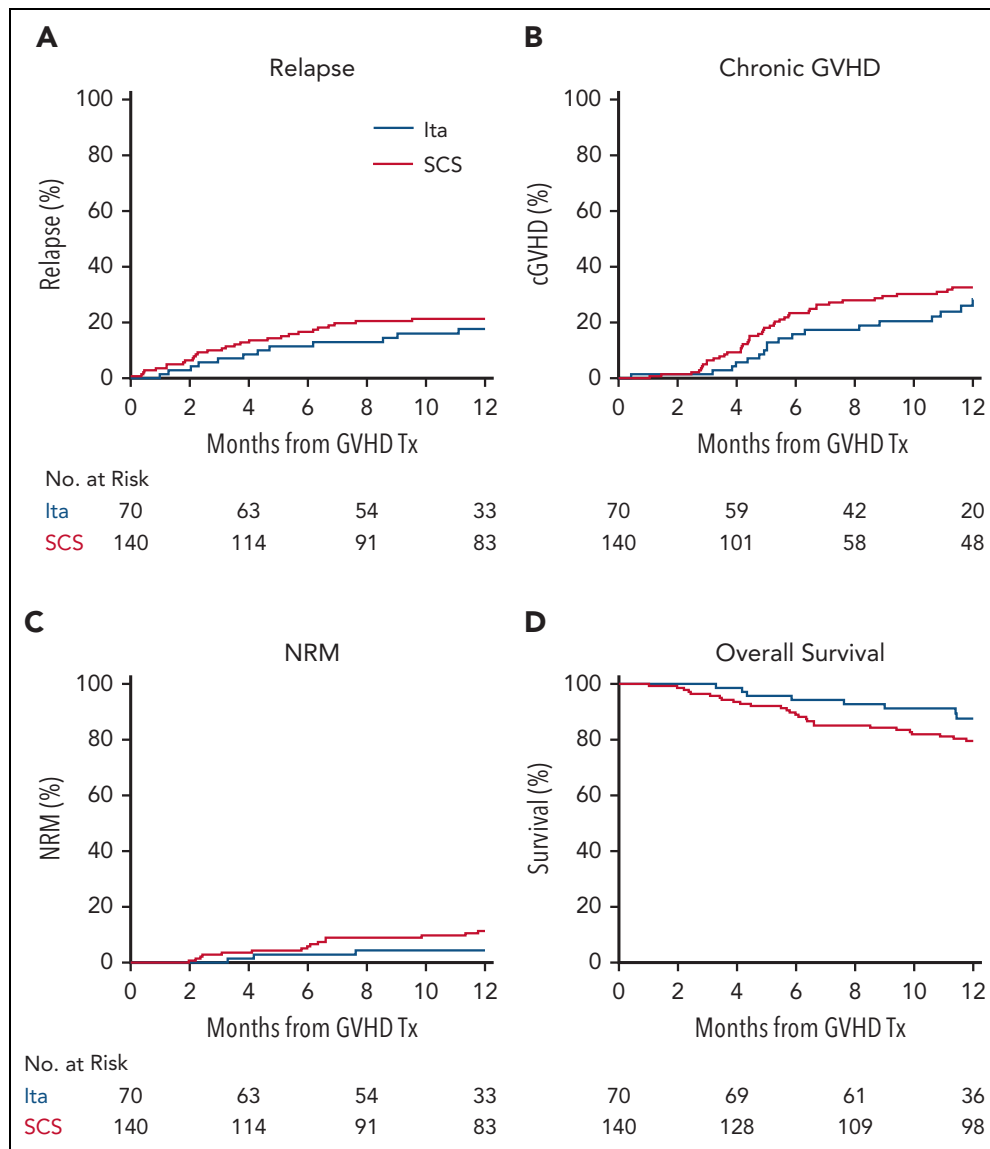 A
Relapse
100
80
60
40
20
0
Relapse (%)
Ita
SCS
0 2 4 6 8 10 12
Months from GVHD Tx
No. at Risk
Ita 70 63 54 33
SCS 140 114 91 83
B
Chronic GVHD
100
80
60
40
20
0
cGVHD (%)
0 2 4 6 8 10 12
Months from GVHD Tx
70 59 42 20
140 101 58 48
C
NRM
100
80
60
40
20
0
NRM (%)
0 2 4 6 8 10 12
Months from GVHD Tx
No. at Risk
Ita 70 63 54 33
SCS 140 114 91 83
D
Overall Survival
100
80
60
40
20
0
Survival (%)
0 2 4 6 8 10 12
Months from GVHD Tx
70 69 61 36
140 128 109 98